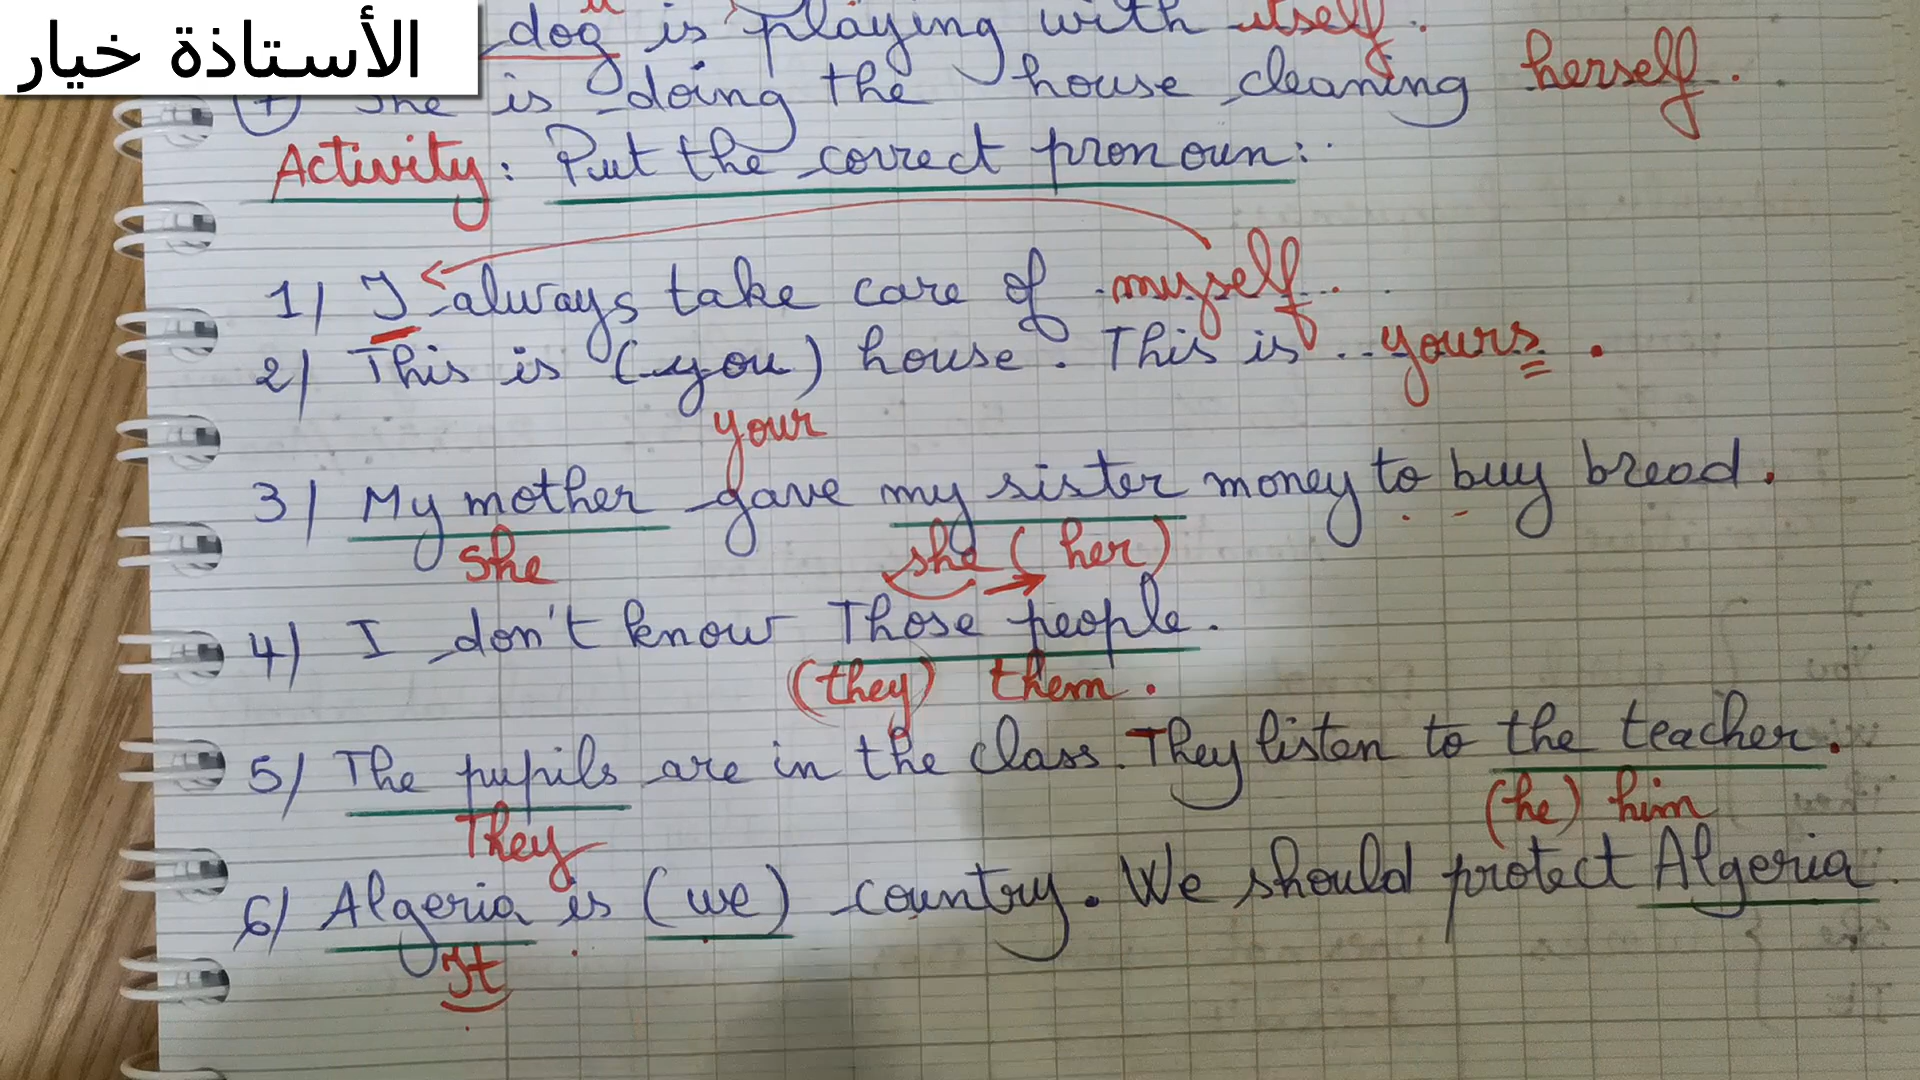 الأستاذة خيار
dog is playing with itself.
7 She is doing the house cleaning herself.
Activity: Put the correct pronoun:
1) I always take care of myself.
2) This is (you) house. This is .. yours.
your
3) My mother gave my sister money to buy bread.
she she (her)
4) I don't know Those people.
(they) them.
5) The pupils are in the class. They listen to the teacher.
They (he) him
6) Algeria is (we) country. We should protect Algeria.
It